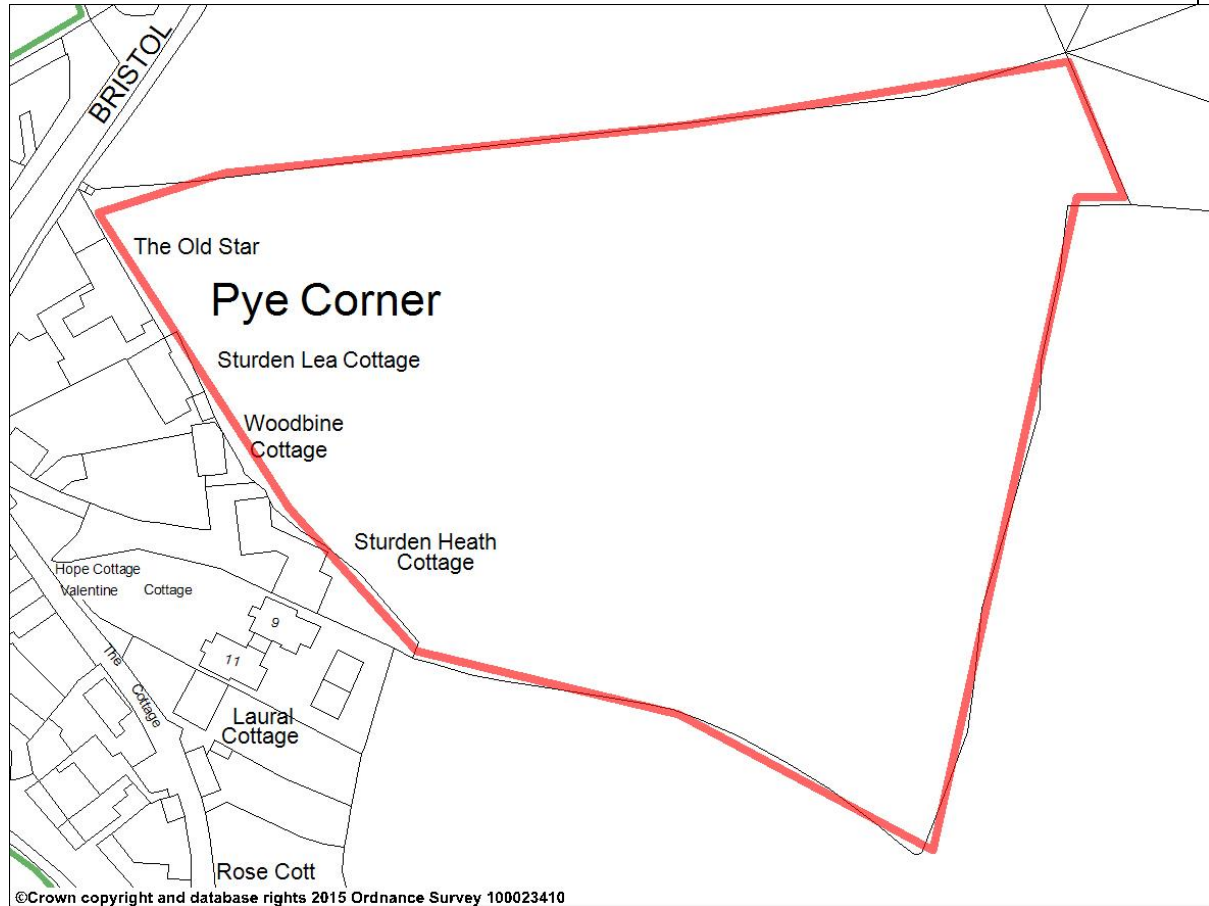 BRISTOL
The Old Star
Pye Corner
Sturden Lea Cottage
Woodbine
Cottage
Sturden Heath
Cottage
Hope Cottage
Valentine Cottage
9
11
The Cottage
Laural
Cottage
Rose Cott
©Crown copyright and database rights 2015 Ordnance Survey 100023410